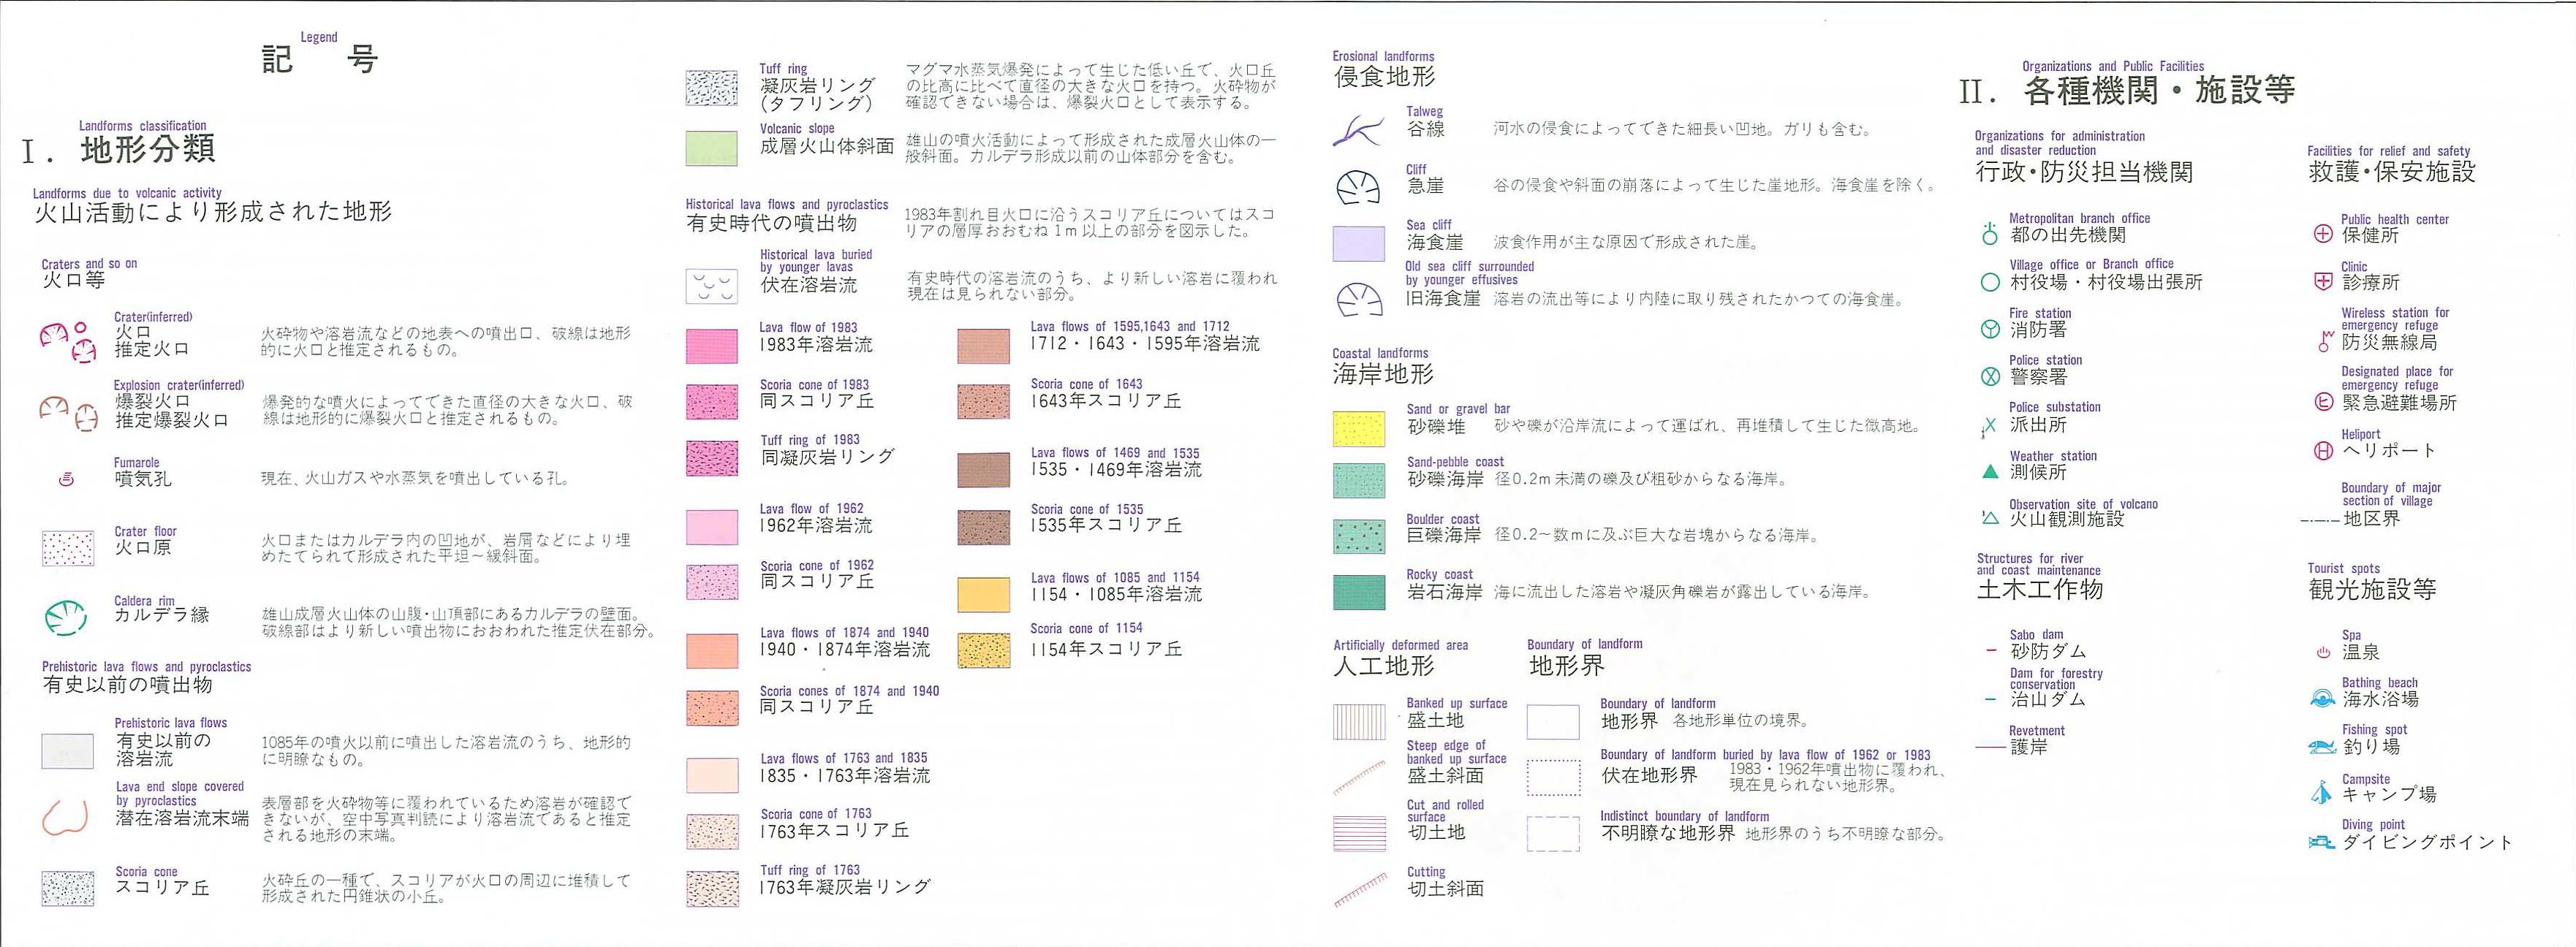 Legend
記 号
Landforms classification
I. 地形分類
Landforms due to volcanic activity
火山活動により形成された地形
Craters and so on
火口等
Crater(inferred)
火口
推定火口
火砕物や溶岩流などの地表への噴出口、破線は地形
的に火口と推定されるもの。
Explosion crater(inferred)
爆裂火口
推定爆裂火口
爆発的な噴火によってできた直径の大きな火口、破
線は地形的に爆裂火口と推定されるもの。
Fumarole
噴気孔
現在、火山ガスや水蒸気を噴出している孔。
Crater floor
火口原
火口またはカルデラ内の凹地が、岩屑などにより埋
めたてられて形成された平坦～緩斜面。
Caldera rim
カルデラ縁
雄山成層火山体の山腹・山頂部にあるカルデラの壁面。
破線部はより新しい噴出物におおわれた推定伏在部分。
Prehistoric lava flows and pyroclastics
有史以前の噴出物
Prehistoric lava flows
有史以前の
溶岩流
1085年の噴火以前に噴出した溶岩流のうち、地形的
に明瞭なもの。
Lava end slope covered
by pyroclastics
潜在溶岩流末端
表層部を火砕物等に覆われているため溶岩が確認で
きないが、空中写真判読により溶岩流であると推定
される地形の末端。
Scoria cone
スコリア丘
火砕丘の一種で、スコリアが火口の周辺に堆積して
形成された円錐状の小丘。
Tuff ring
凝灰岩リング
(タフリング)
マグマ水蒸気爆発によって生じた低い丘で、火口丘
の比高に比べて直径の大きな火口を持つ。火砕物が
確認できない場合は、爆裂火口として表示する。
Volcanic slope
成層火山体斜面
雄山の噴火活動によって形成された成層火山体の一
般斜面。カルデラ形成以前の山体部分を含む。
Historical lava flows and pyroclastics
有史時代の噴出物
1983年割れ目火口に沿うスコリア丘についてはスコ
リアの層厚おおむね1m以上の部分を図示した。
Historical lava buried
by younger lavas
伏在溶岩流
有史時代の溶岩流のうち、より新しい溶岩に覆われ
現在は見られない部分。
Lava flow of 1983
1983年溶岩流
Scoria cone of 1983
同スコリア丘
Tuff ring of 1983
同凝灰岩リング
Lava flow of 1962
1962年溶岩流
Scoria cone of 1962
同スコリア丘
Lava flows of 1874 and 1940
1940・1874年溶岩流
Scoria cones of 1874 and 1940
同スコリア丘
Lava flows of 1763 and 1835
1835・1763年溶岩流
Scoria cone of 1763
1763年スコリア丘
Tuff ring of 1763
1763年凝灰岩リング
Lava flows of 1595,1643 and 1712
1712・1643・1595年溶岩流
Scoria cone of 1643
1643年スコリア丘
Lava flows of 1469 and 1535
1535・1469年溶岩流
Scoria cone of 1535
1535年スコリア丘
Lava flows of 1085 and 1154
1154・1085年溶岩流
Scoria cone of 1154
1154年スコリア丘
Erosional landforms
侵食地形
Talweg
谷線
河水の侵食によってできた細長い凹地。ガリも含む。
Cliff
急崖
谷の侵食や斜面の崩落によって生じた崖地形。海食崖を除く。
Sea cliff
海食崖
波食作用が主な原因で形成された崖。
Old sea cliff surrounded
by younger effusives
旧海食崖
溶岩の流出等により内陸に取り残されたかつての海食崖。
Coastal landforms
海岸地形
Sand or gravel bar
砂礫堆
砂や礫が沿岸流によって運ばれ、再堆積して生じた微高地。
Sand-pebble coast
砂礫海岸
径0.2m未満の礫及び粗砂からなる海岸。
Boulder coast
巨礫海岸
径0.2～数mに及ぶ巨大な岩塊からなる海岸。
Rocky coast
岩石海岸
海に流出した溶岩や凝灰角礫岩が露出している海岸。
Artificially deformed area
人工地形
Banked up surface
盛土地
Steep edge of
banked up surface
盛土斜面
Cut and rolled
surface
切土地
Cutting
切土斜面
Boundary of landform
地形界
Boundary of landform
地形界 各地形単位の境界。
Boundary of landform buried by lava flow of 1962 or 1983
伏在地形界
1983・1962年噴出物に覆われ、
現在見られない地形界。
Indistinct boundary of landform
不明瞭な地形界 地形界のうち不明瞭な部分。
Organizations and Public Facilities
II. 各種機関・施設等
Organizations for administration
and disaster reduction
行政・防災担当機関
Metropolitan branch office
都の出先機関
Village office or Branch office
村役場・村役場出張所
Fire station
消防署
Police station
警察署
Police substation
派出所
Weather station
測候所
Observation site of volcano
火山観測施設
Structures for river
and coast maintenance
土木工作物
Sabo dam
砂防ダム
Dam for forestry
conservation
治山ダム
Revetment
護岸
Facilities for relief and safety
救護・保安施設
Public health center
保健所
Clinic
診療所
Wireless station for
emergency refuge
防災無線局
Designated place for
emergency refuge
緊急避難場所
Heliport
ヘリポート
Boundary of major
section of village
地区界
Tourist spots
観光施設等
Spa
温泉
Bathing beach
海水浴場
Fishing spot
釣り場
Campsite
キャンプ場
Diving point
ダイビングポイント